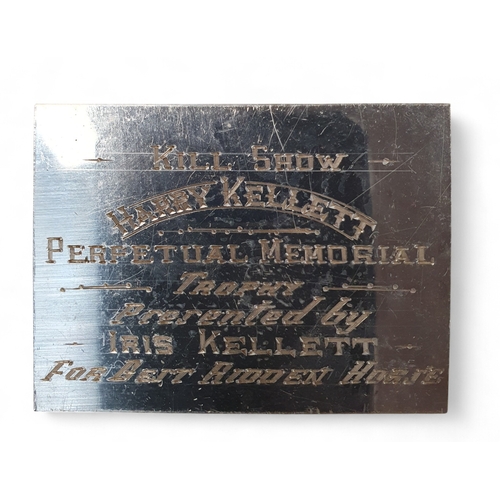 KILL SHOW
HARRY KELLETT
PERPETUAL MEMORIAL
TROPHY
Presented by
IRIS KELLETT
FOR BEST RIDDEN HORSE